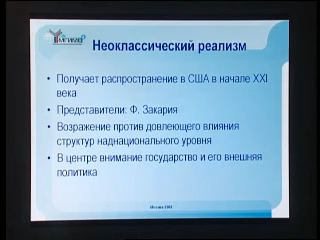 МГИМО
Неоклассический реализм
• Получает распространение в США в начале XXI
века
• Представители: Ф. Закария
• Возражение против довлеющего влияния
структур наднационального уровня
• В центре внимание государство и его внешняя
политика